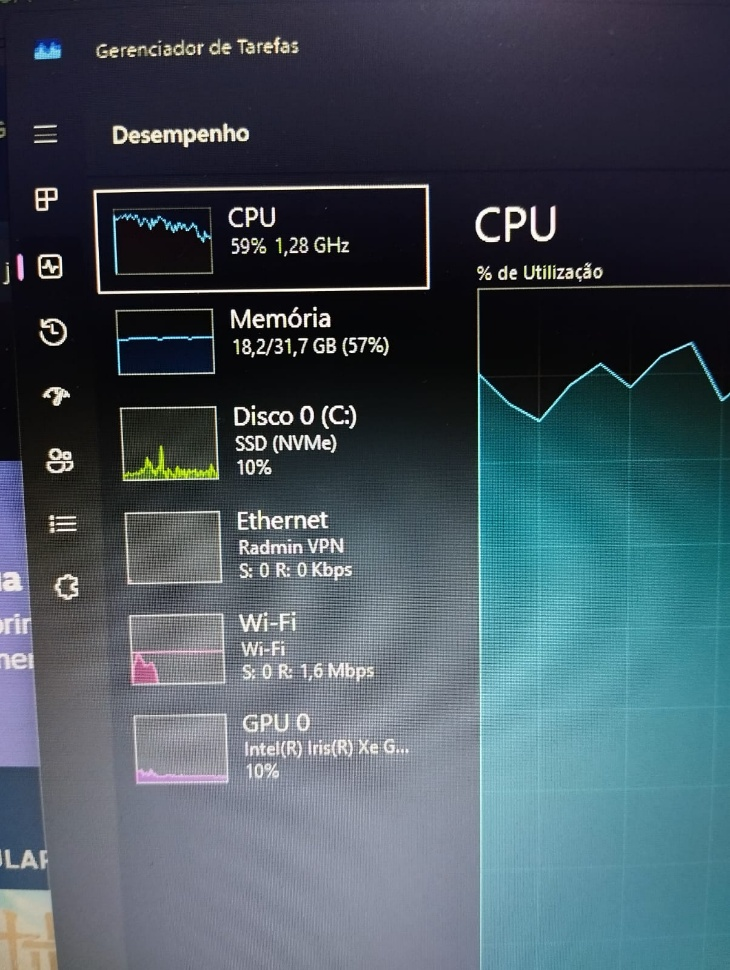 Gerenciador de Tarefas
Desempenho
CPU
59% 1,28 GHz
Memória
18,2/31,7 GB (57%)
Disco 0 (C:)
SSD (NVMe)
10%
Ethernet
Radmin VPN
S: 0 R: 0 Kbps
Wi-Fi
Wi-Fi
S: 0 R: 1,6 Mbps
GPU 0
Intel(R) Iris(R) Xe G...
10%
CPU
% de Utilização